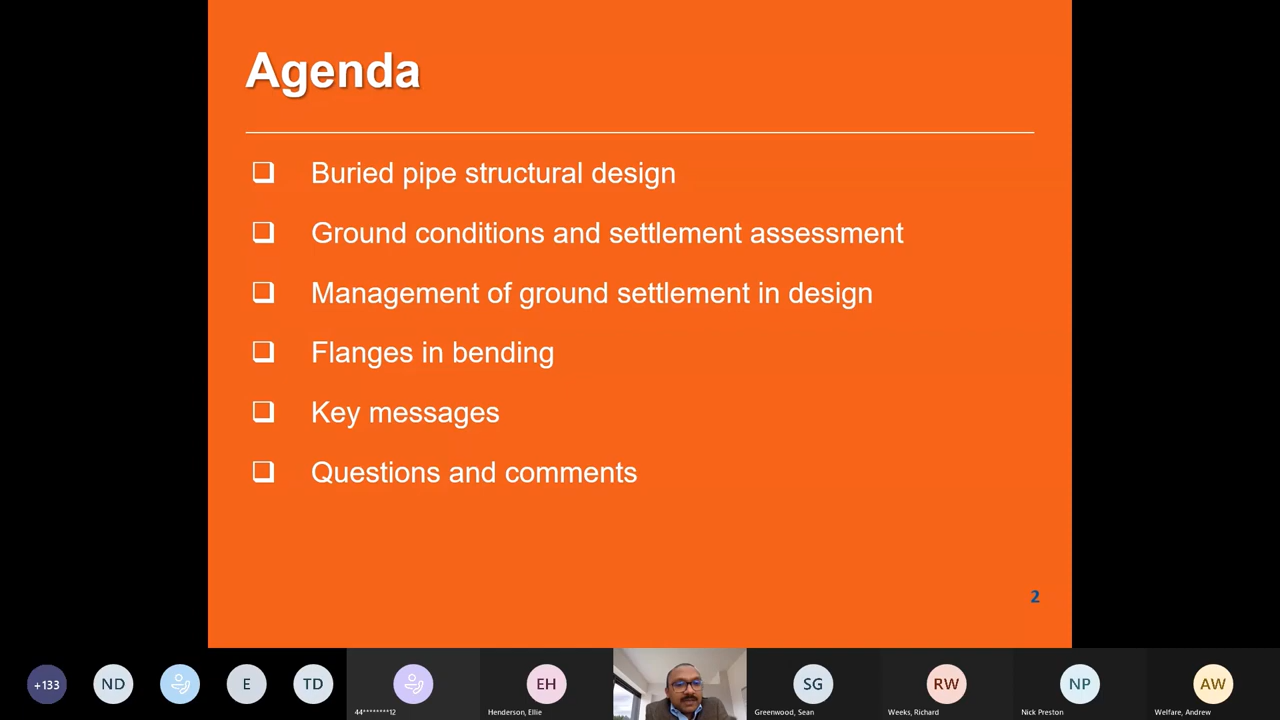 Agenda
Buried pipe structural design
Ground conditions and settlement assessment
Management of ground settlement in design
Flanges in bending
Key messages
Questions and comments
2
+133
ND
E
TD
EH
SG
RW
NP
AW
44********12
Henderson, Ellie
Greenwood, Sean
Weeks, Richard
Nick Preston
Welfare, Andrew